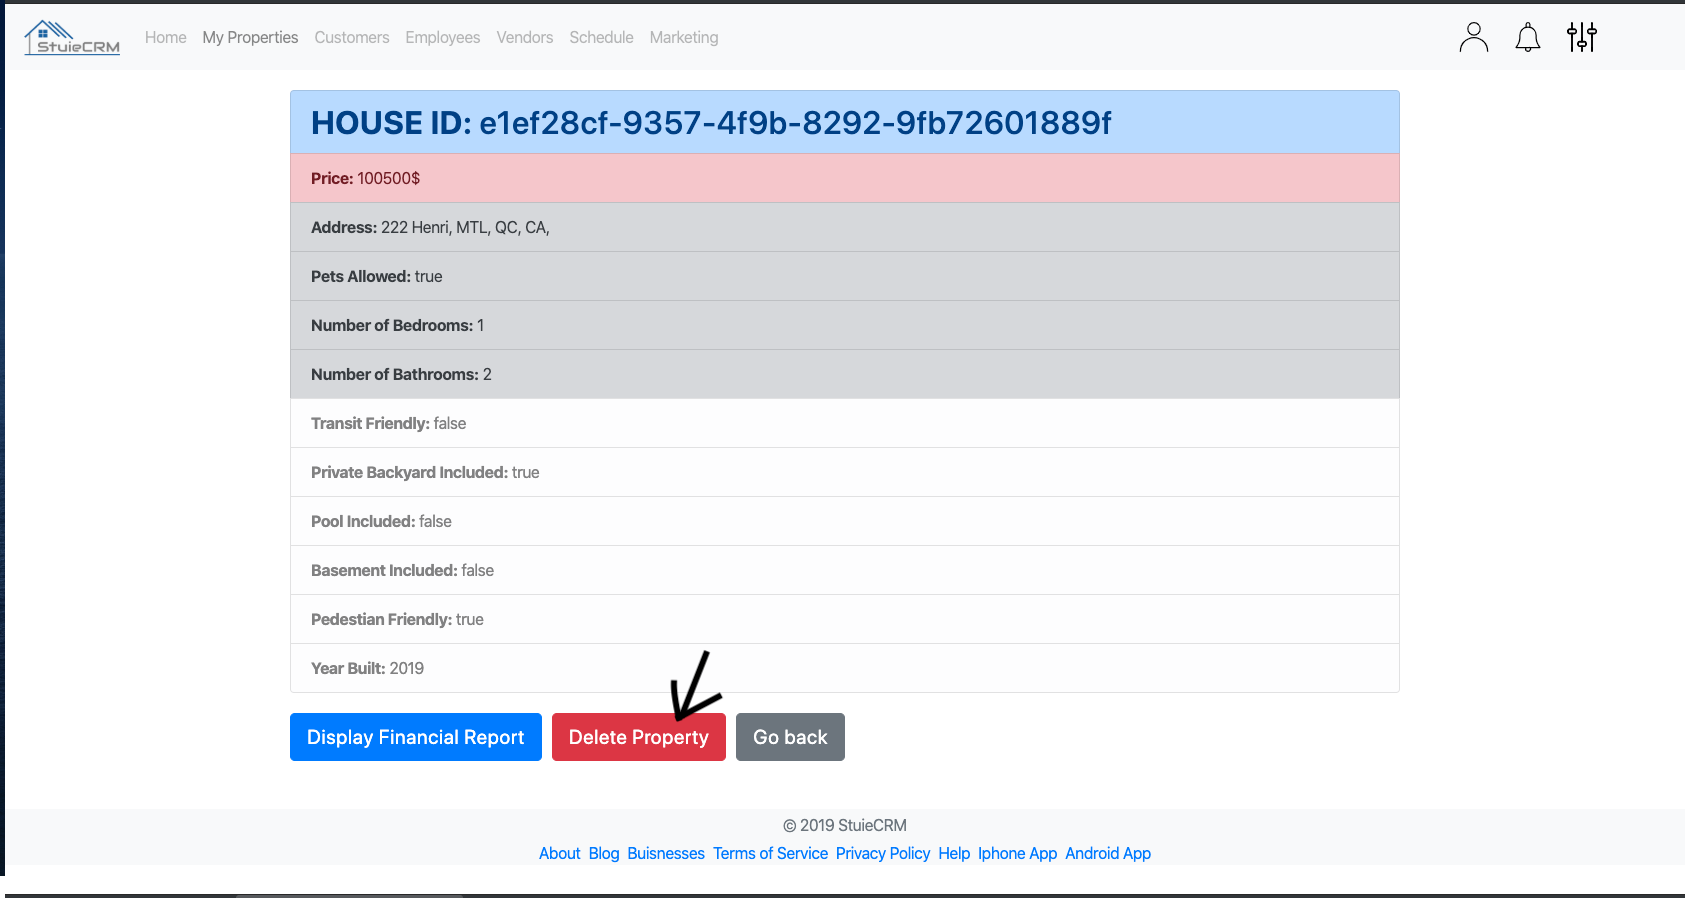 StuieCRM Home My Properties Customers Employees Vendors Schedule Marketing
HOUSE ID: e1ef28cf-9357-4f9b-8292-9fb72601889f
Price: 100500$
Address: 222 Henri, MTL, QC, CA,
Pets Allowed: true
Number of Bedrooms: 1
Number of Bathrooms: 2
Transit Friendly: false
Private Backyard Included: true
Pool Included: false
Basement Included: false
Pedestian Friendly: true
Year Built: 2019
Display Financial Report Delete Property Go back
© 2019 StuieCRM
About Blog Buisnesses Terms of Service Privacy Policy Help Iphone App Android App